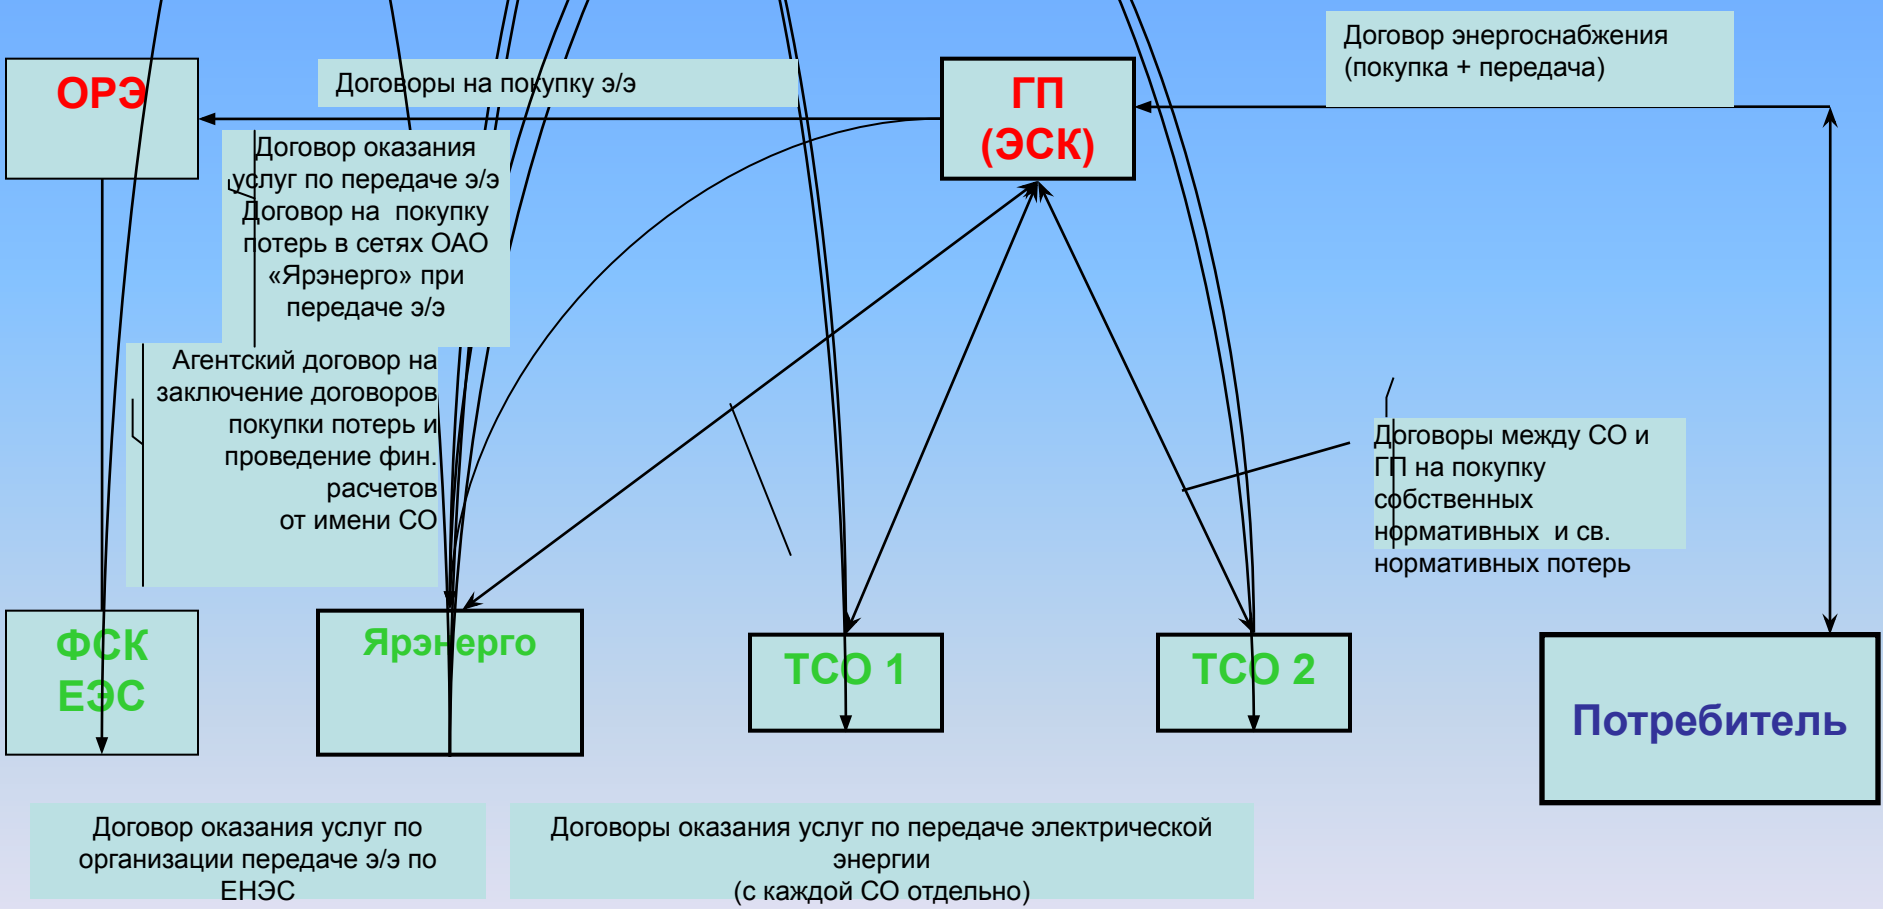 Договор энергоснабжения
(покупка + передача)
ОРЭ
Договоры на покупку э/э
ГП
(ЭСК)
Договор оказания
услуг по передаче э/э
Договор на покупку
потерь в сетях ОАО
«Ярэнерго» при
передаче э/э
Агентский договор на
заключение договоров
покупки потерь и
проведение фин.
расчетов
от имени СО
Договоры между СО и
ГП на покупку
собственных
нормативных и св.
нормативных потерь
ФСК
ЕЭС
Ярэнерго
ТСО 1
ТСО 2
Потребитель
Договор оказания услуг по
организации передаче э/э по
ЕНЭС
Договоры оказания услуг по передаче электрической
энергии
(с каждой СО отдельно)